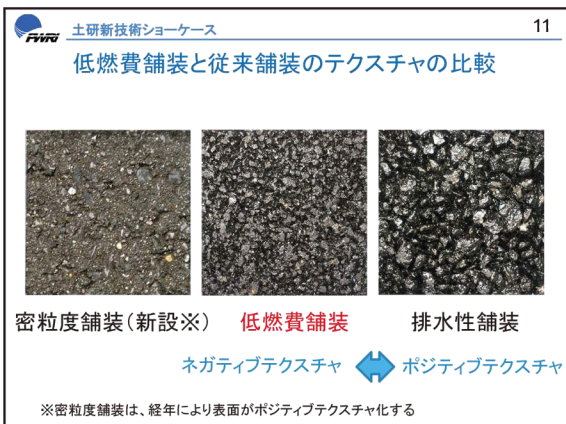 PWRI
土研新技術ショーケース
11
低燃費舗装と従来舗装のテクスチャの比較
密粒度舗装(新設※)
低燃費舗装
排水性舗装
ネガティブテクスチャ
ポジティブテクスチャ
※密粒度舗装は、経年により表面がポジティブテクスチャ化する